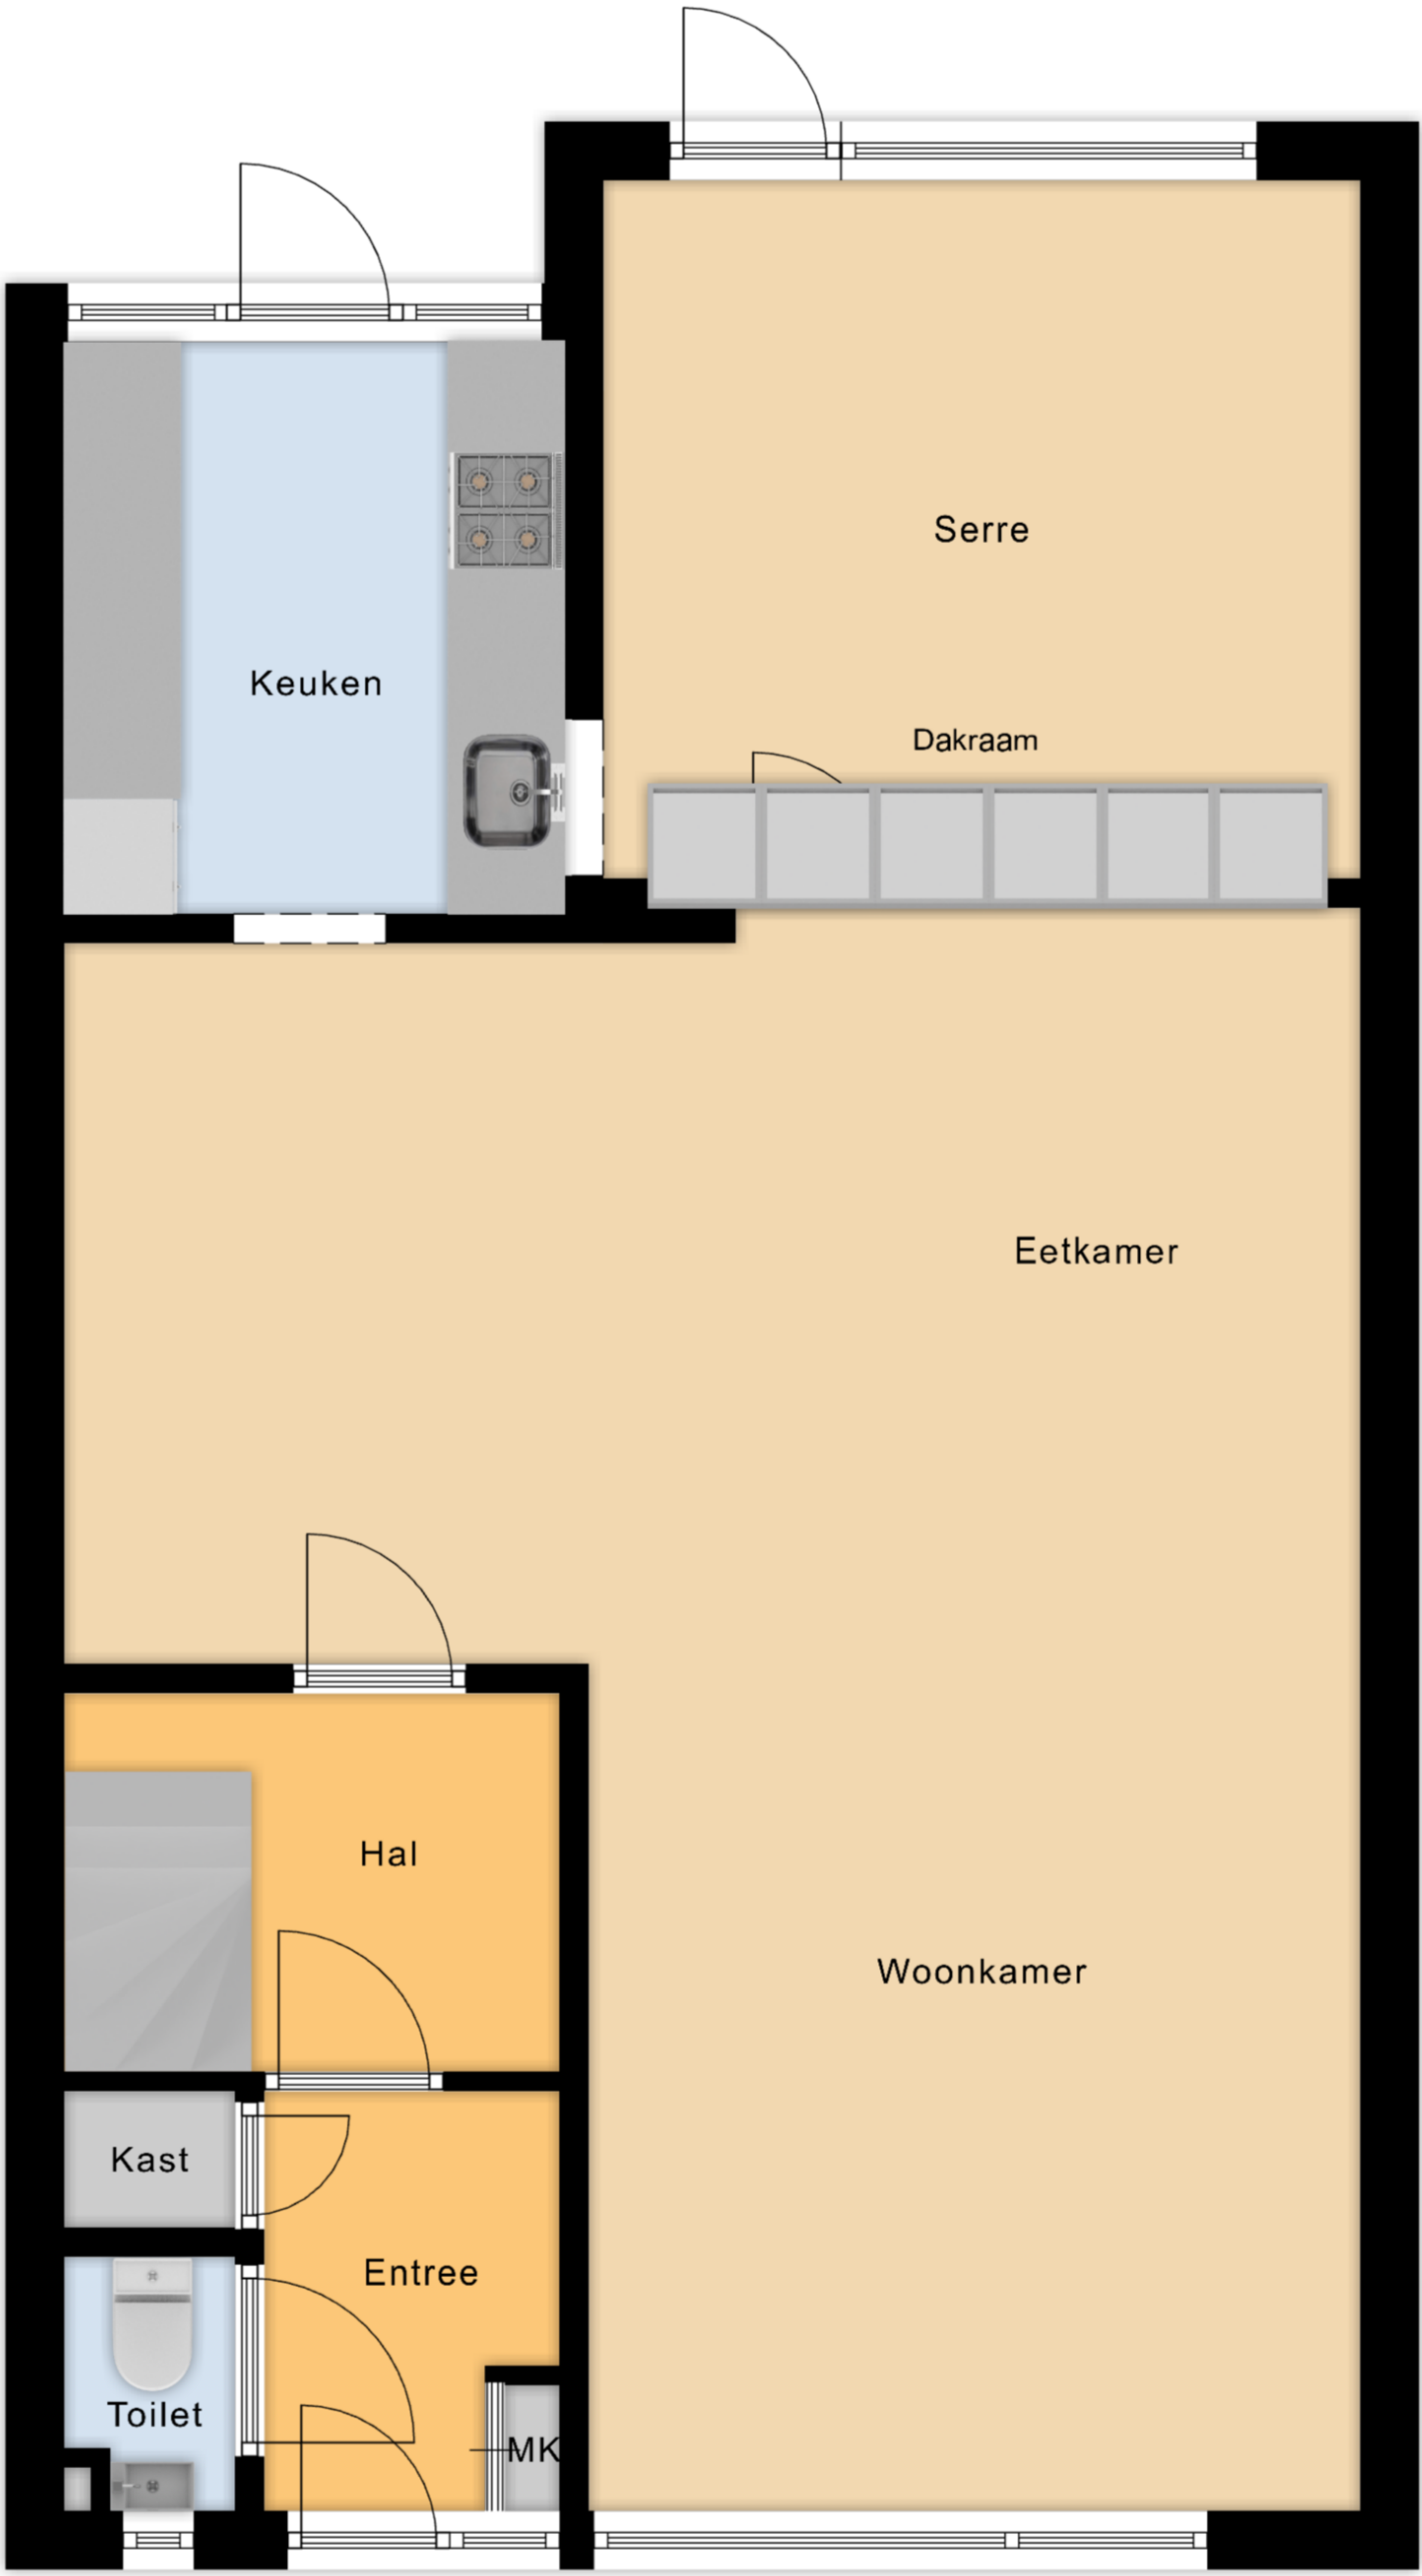 Serre
Keuken
Dakraam
Eetkamer
Hal
Woonkamer
Kast
Entree
Toilet
MK